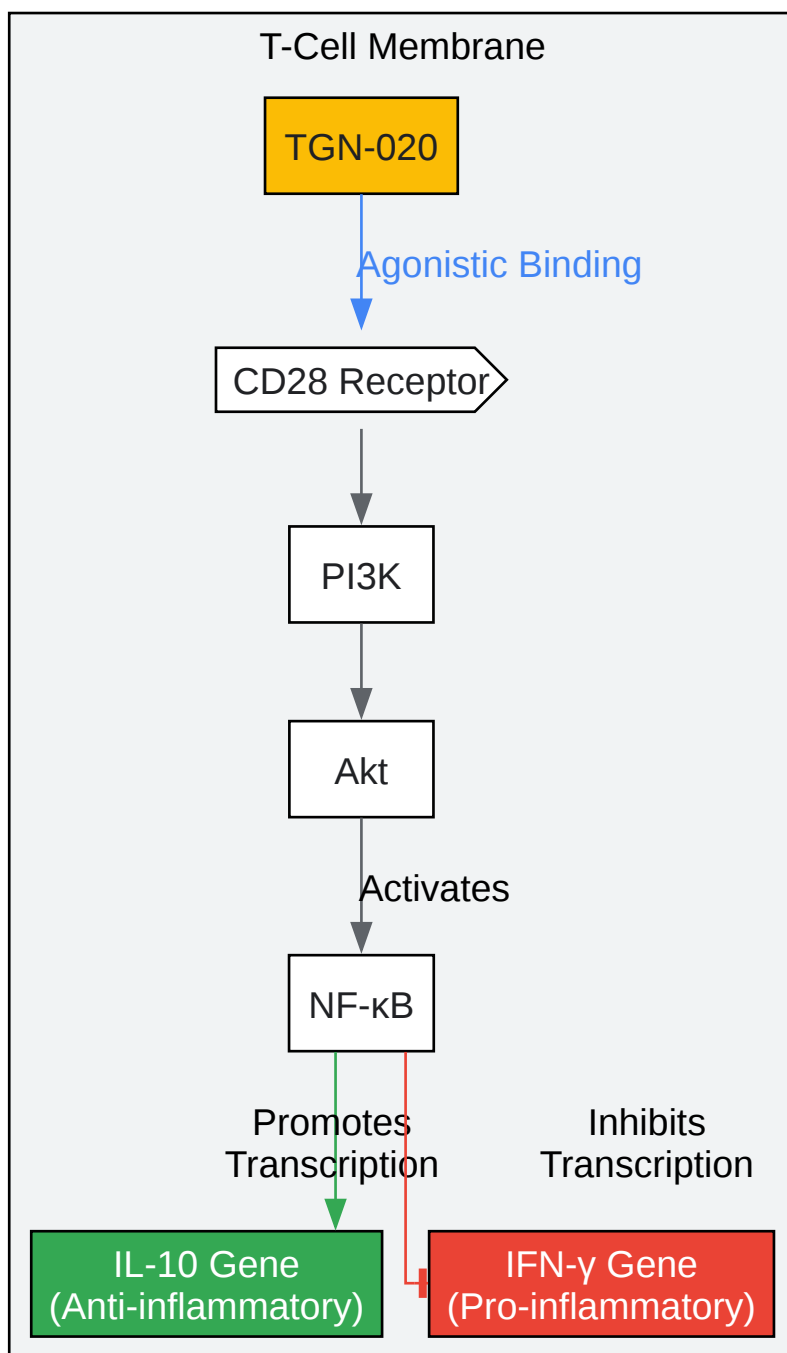 T-Cell Membrane
TGN-020
Agonistic Binding
CD28 Receptor
PI3K
Akt
Activates
NF-κB
Promotes
Transcription
Inhibits
Transcription
IL-10 Gene
(Anti-inflammatory)
IFN-γ Gene
(Pro-inflammatory)